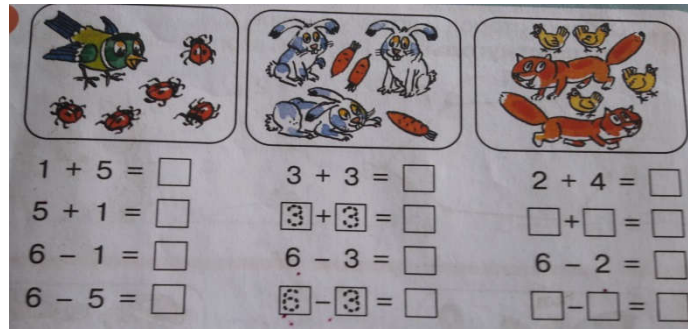 1 + 5 = □
5 + 1 = □
6 - 1 = □
6 - 5 = □
3 + 3 = □
3 + 3 = □
6 - 3 = □
6 - 3 = □
2 + 4 = □
□ + □ = □
6 - 2 = □
□ - □ = □